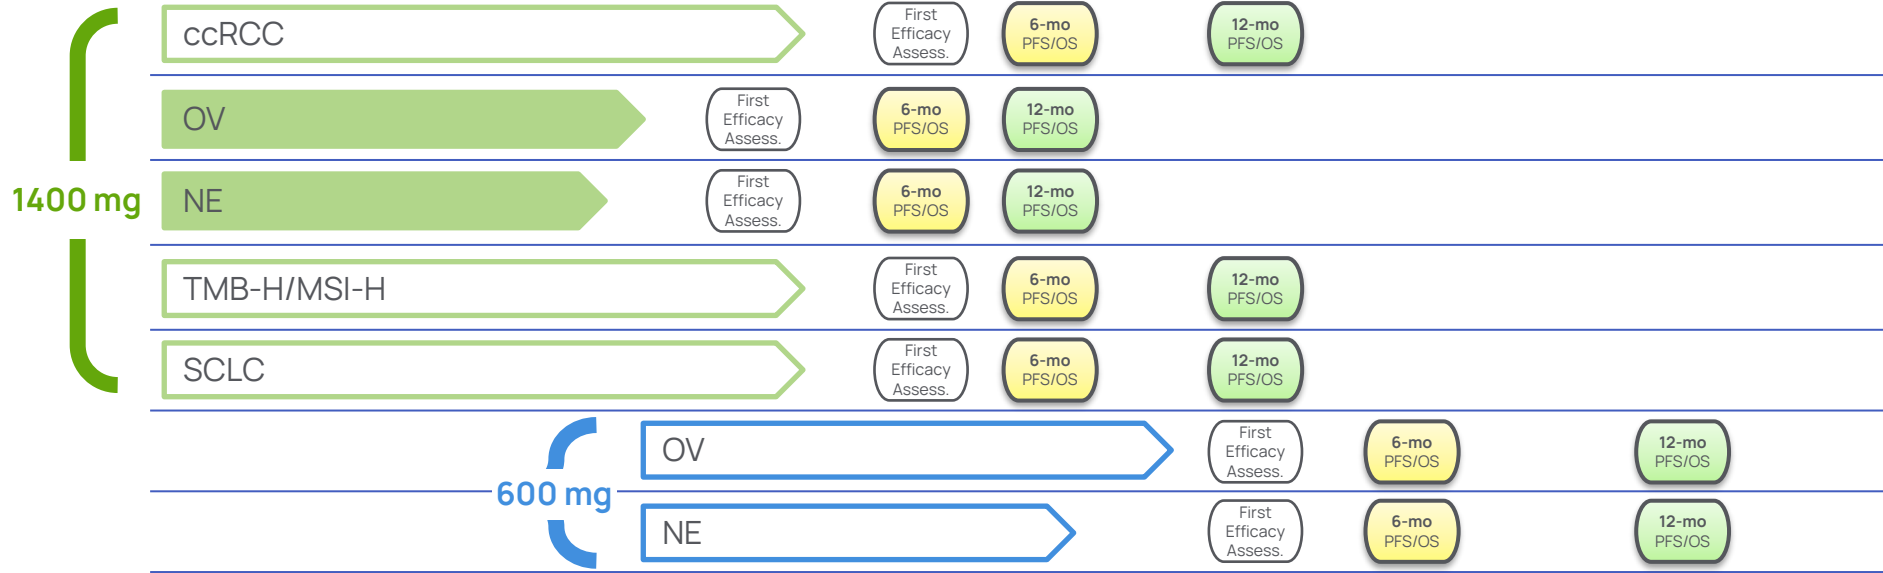 ccRCC
First
Efficacy
Assess.
6-mo
PFS/OS
12-mo
PFS/OS
OV
First
Efficacy
Assess.
6-mo
PFS/OS
12-mo
PFS/OS
1400 mg
NE
First
Efficacy
Assess.
6-mo
PFS/OS
12-mo
PFS/OS
TMB-H/MSI-H
First
Efficacy
Assess.
6-mo
PFS/OS
12-mo
PFS/OS
SCLC
First
Efficacy
Assess.
6-mo
PFS/OS
12-mo
PFS/OS
600 mg
OV
First
Efficacy
Assess.
6-mo
PFS/OS
12-mo
PFS/OS
NE
First
Efficacy
Assess.
6-mo
PFS/OS
12-mo
PFS/OS